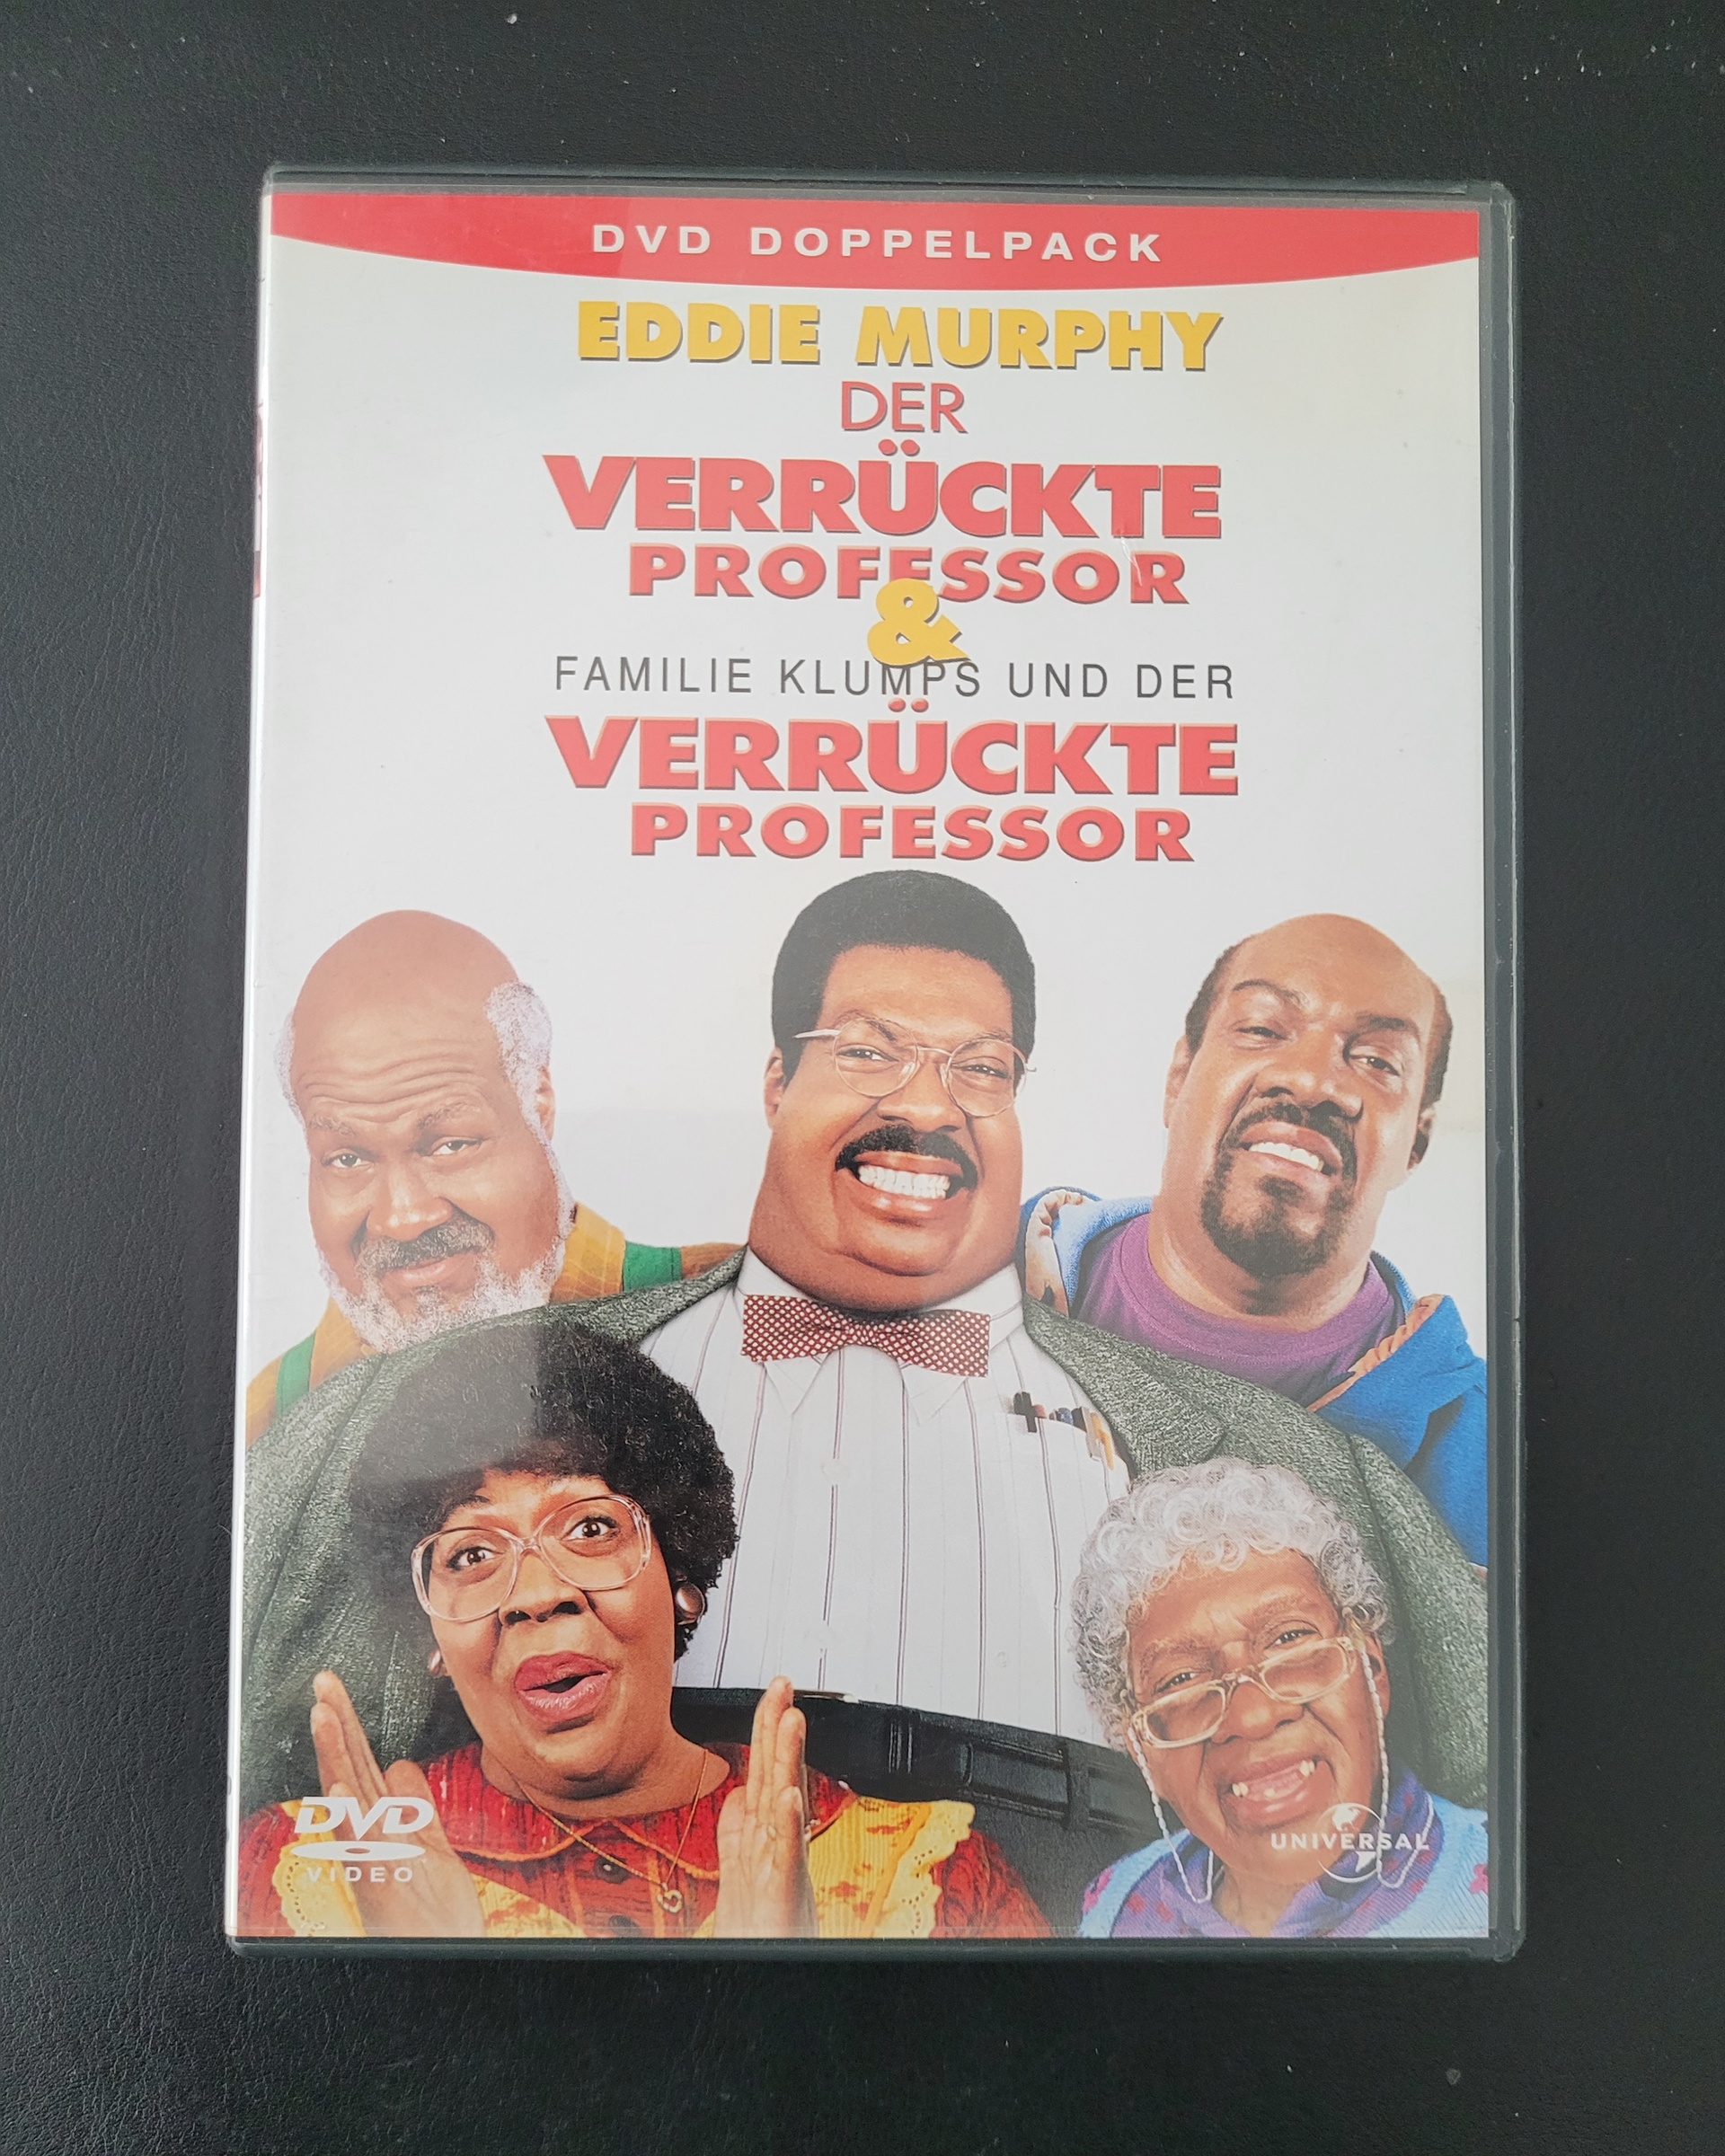 DVD DOPPELPACK
EDDIE MURPHY
DER
VERRÜCKTE
PROFESSOR
&
FAMILIE KLUMPS UND DER
VERRÜCKTE
PROFESSOR
DVD
VIDEO
UNIVERSAL